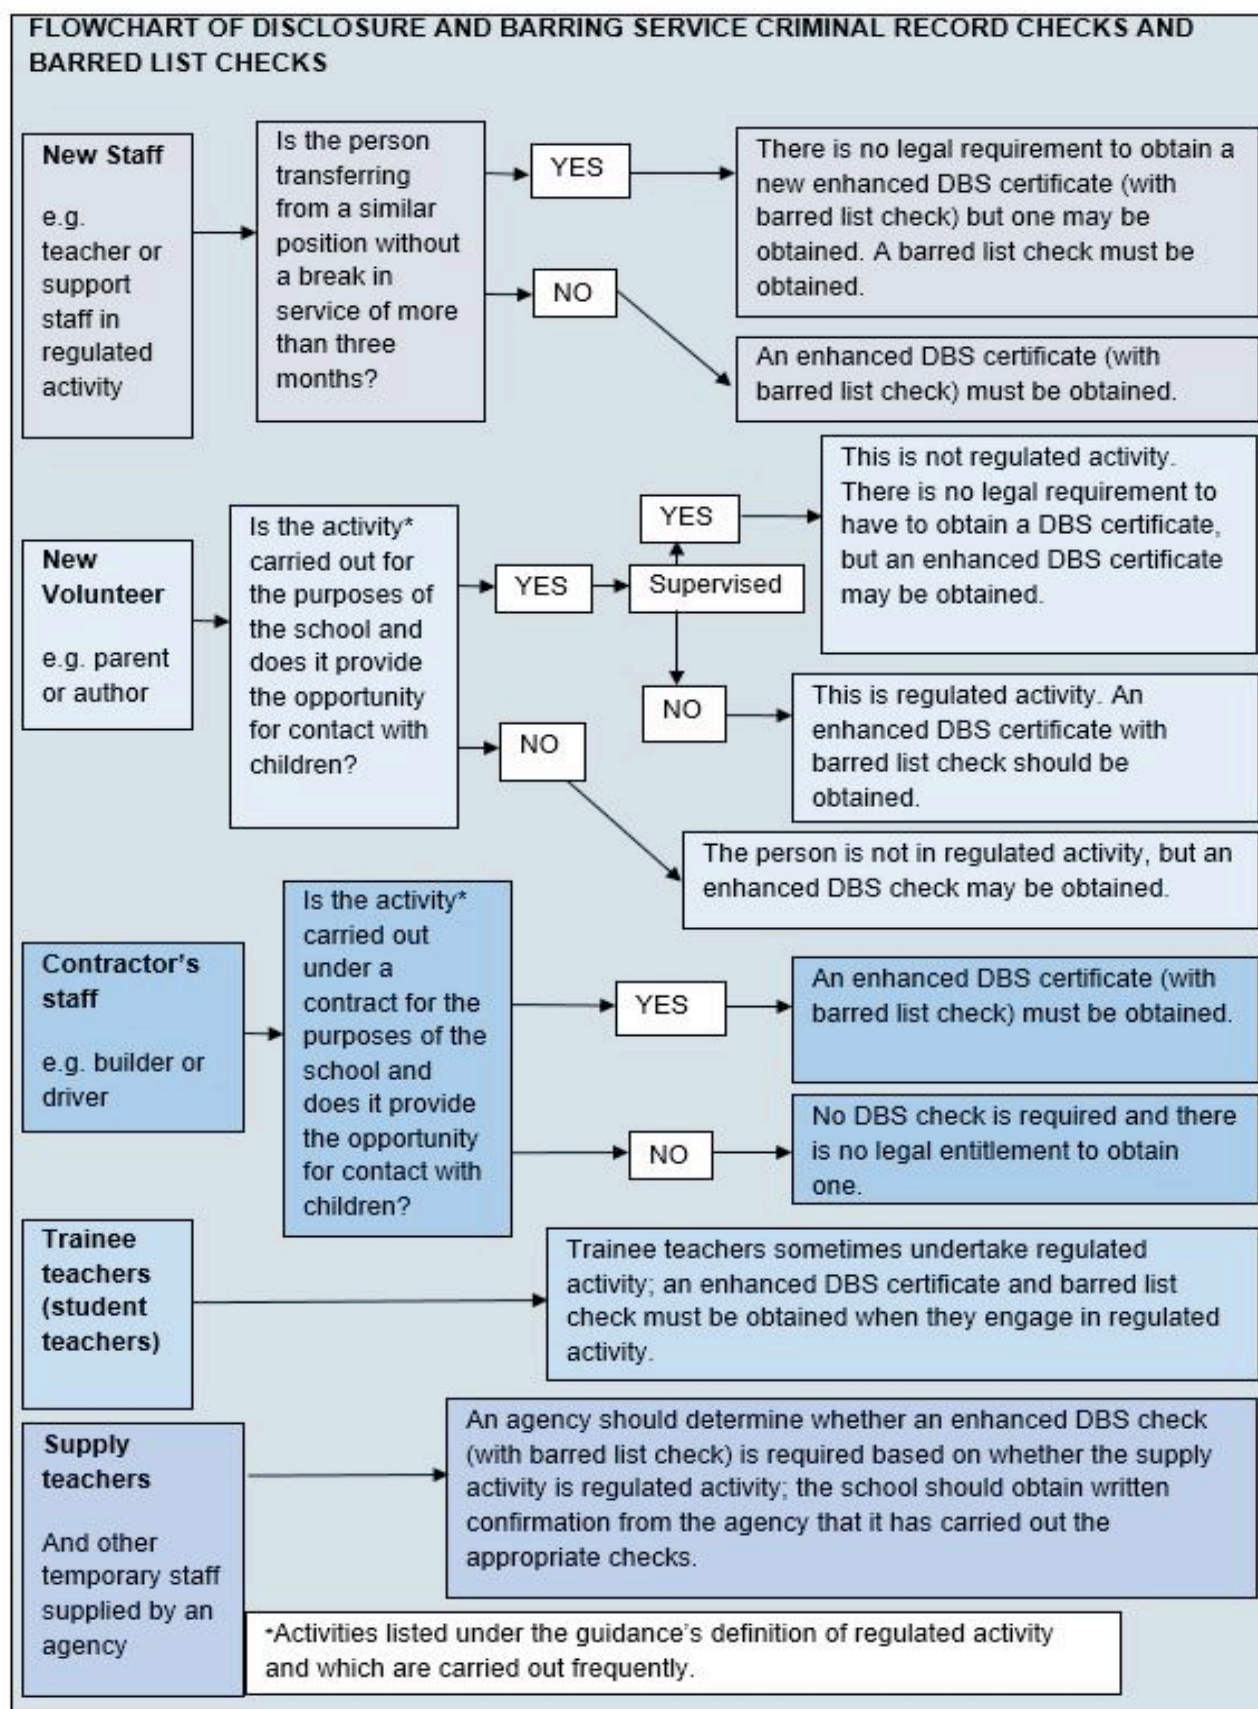 FLOWCHART OF DISCLOSURE AND BARRING SERVICE CRIMINAL RECORD CHECKS AND
BARRED LIST CHECKS
New Staff
e.g.
teacher or
support
staff in
regulated
activity
Is the person
transferring
from a similar
position without
a break in
service of more
than three
months?
YES
There is no legal requirement to obtain a
new enhanced DBS certificate (with
barred list check) but one may be
obtained. A barred list check must be
obtained.
NO
An enhanced DBS certificate (with
barred list check) must be obtained.
New
Volunteer
e.g. parent
or author
Is the activity*
carried out for
the purposes of
the school and
does it provide
the opportunity
for contact with
children?
YES
Supervised
YES
This is not regulated activity.
There is no legal requirement to
have to obtain a DBS certificate,
but an enhanced DBS certificate
may be obtained.
NO
This is regulated activity. An
enhanced DBS certificate with
barred list check should be
obtained.
NO
The person is not in regulated activity, but an
enhanced DBS check may be obtained.
Contractor's
staff
e.g. builder or
driver
Is the activity*
carried out
under a
contract for the
purposes of the
school and
does it provide
the opportunity
for contact with
children?
YES
An enhanced DBS certificate (with
barred list check) must be obtained.
NO
No DBS check is required and there
is no legal entitlement to obtain
one.
Trainee
teachers
(student
teachers)
Trainee teachers sometimes undertake regulated
activity; an enhanced DBS certificate and barred list
check must be obtained when they engage in regulated
activity.
Supply
teachers
And other
temporary staff
supplied by an
agency
An agency should determine whether an enhanced DBS check
(with barred list check) is required based on whether the supply
activity is regulated activity; the school should obtain written
confirmation from the agency that it has carried out the
appropriate checks.
*Activities listed under the guidance's definition of regulated activity
and which are carried out frequently.